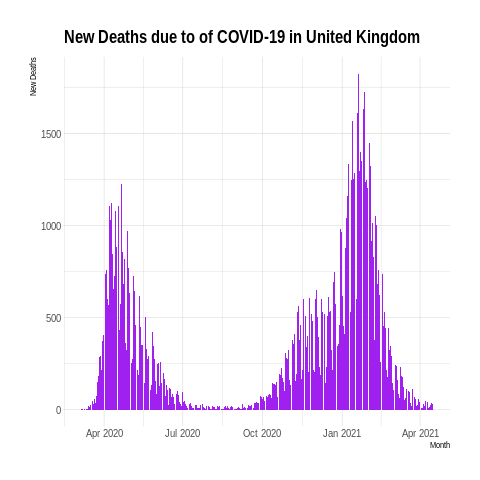 New Deaths due to of COVID-19 in United Kingdom
New Deaths
1500
1000
500
0
Apr 2020 Jul 2020 Oct 2020 Jan 2021 Apr 2021
Month